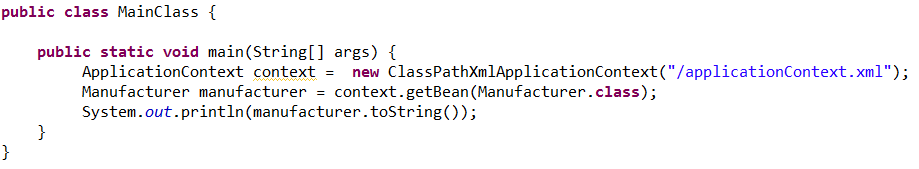 public class MainClass {
public static void main(String[] args) {
ApplicationContext context =  new ClassPathXmlApplicationContext("/applicationContext.xml");
Manufacturer manufacturer = context.getBean(Manufacturer.class);
System.out.println(manufacturer.toString());
}
}